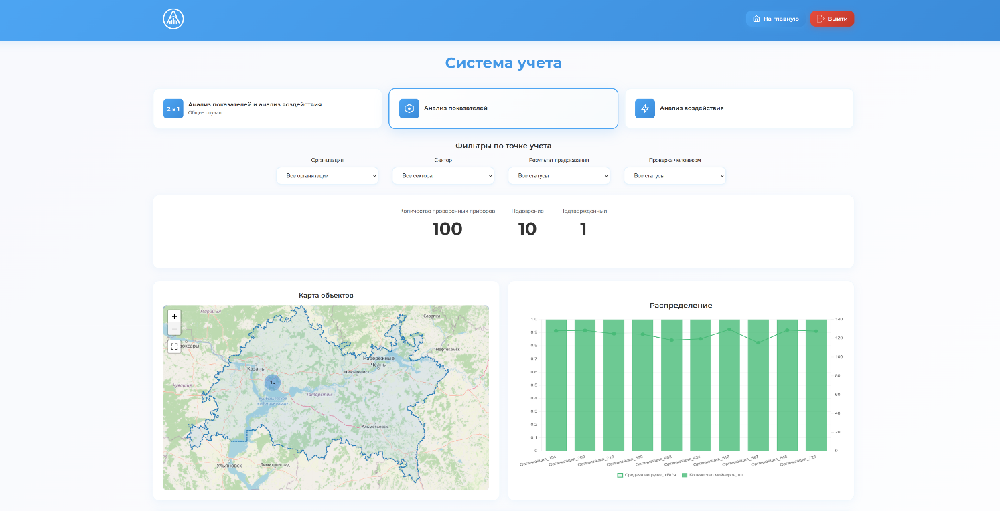 На главную
Выйти
Система учета
2 в 1
Анализ показателей и анализ воздействия
Общие случаи
Анализ показателей
Анализ воздействия
Фильтры по точке учета
Организация
Сектор
Результат предсказания
Проверка человеком
Все организации
Все сектора
Все статусы
Все статусы
Количество проверенных приборов
Подозрение
Подтвержденный
100
10
1
Карта объектов
+
−
Марий Эл
Сарапул
боксары
Нефтекамск
Набережные
Челны
Казань
Нижнекамск
10
Чувашия
Татарстан
Куйбышевское
водохранилище
Альметьевск
Ульяновск
Димитровград
Распределение
1,0
0,9
0,8
0,7
0,6
0,5
0,4
0,3
0,2
0,1
0
140
120
100
80
60
40
20
0
Организация_154
Организация_202
Организация_218
Организация_403
Организация_431
Организация_516
Организация_587
Организация_648
Организация_726
Средняя нагрузка, кВт*ч
Количество майнеров, шт.